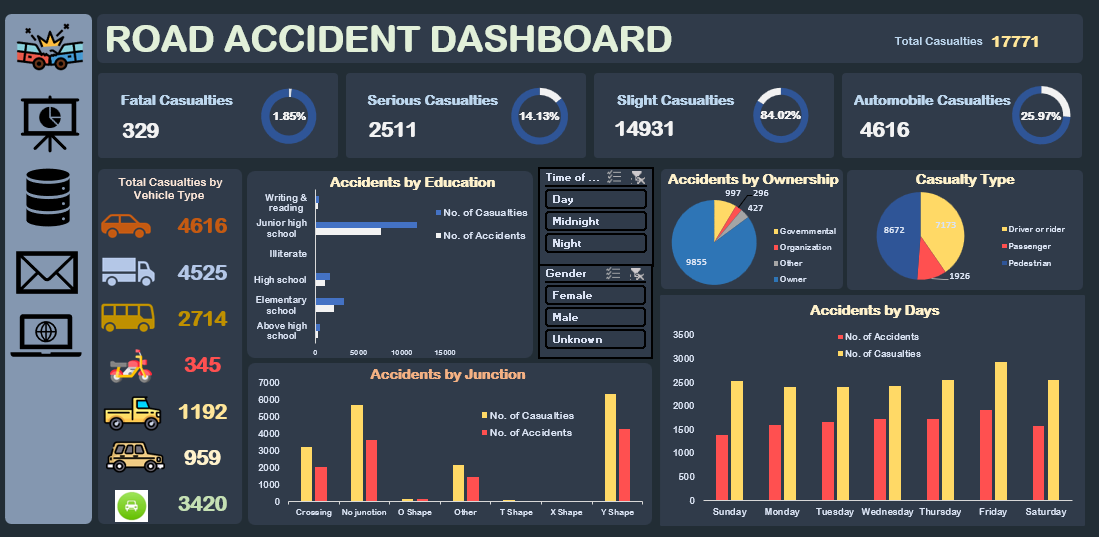 ROAD ACCIDENT DASHBOARD
Total Casualties 17771
Fatal Casualties
329
1.85%
Serious Casualties
2511
14.13%
Slight Casualties
14931
84.02%
Automobile Casualties
4616
25.97%
Total Casualties by
Vehicle Type
4616
4525
2714
345
1192
959
3420
Accidents by Education
Writing &
reading
Junior high
school
Illiterate
High school
Elementary
school
Above high
school
No. of Casualties
No. of Accidents
0 5000 10000 15000
Time of ...
Day
Midnight
Night
Gender
Female
Male
Unknown
Accidents by Ownership
997
296
427
9855
Governmental
Organization
Other
Owner
Casualty Type
8672
7173
1926
Driver or rider
Passenger
Pedestrian
Accidents by Junction
7000
6000
5000
4000
3000
2000
1000
0
No. of Casualties
No. of Accidents
Crossing No junction O Shape Other T Shape X Shape Y Shape
Accidents by Days
3500
3000
2500
2000
1500
1000
500
0
No. of Accidents
No. of Casualties
Sunday Monday Tuesday Wednesday Thursday Friday Saturday